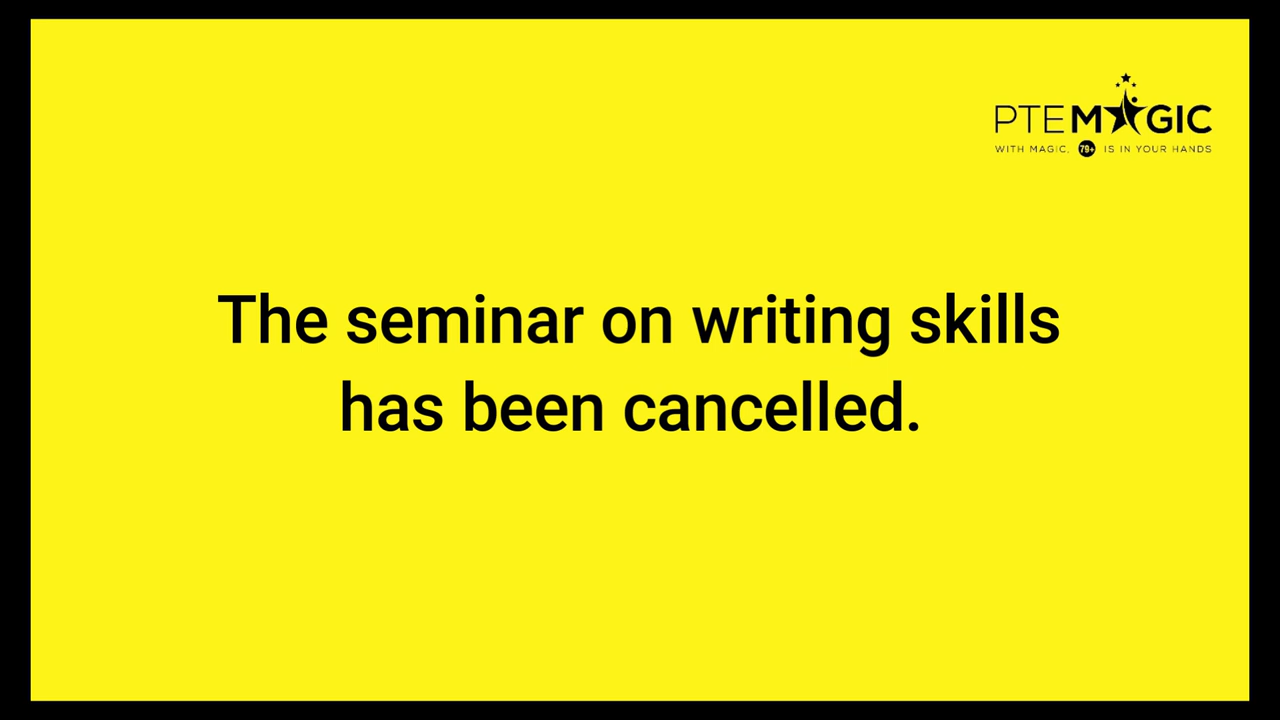 PTEMAGIC
WITH MAGIC, 79+ IS IN YOUR HANDS
The seminar on writing skills
has been cancelled.